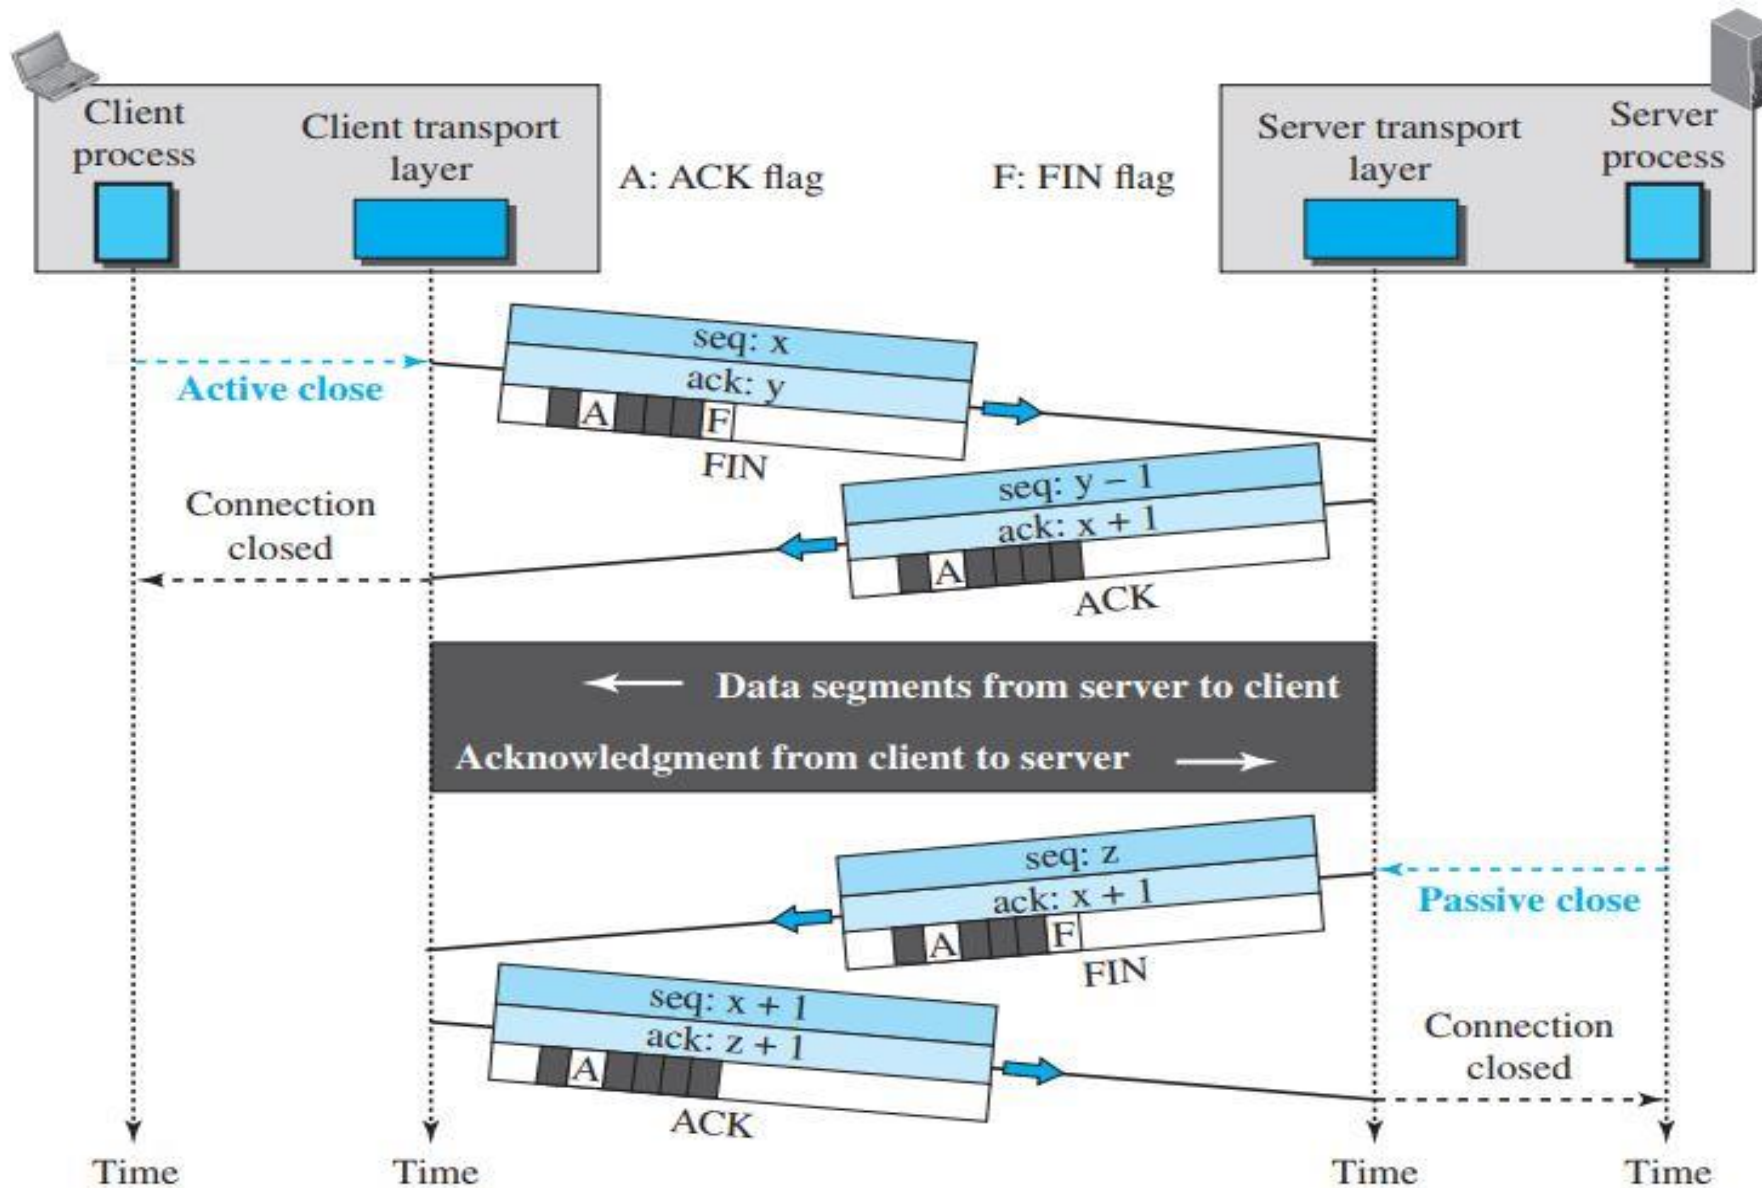 Client
process
Client transport
layer
A: ACK flag
F: FIN flag
Server transport
layer
Server
process
seq: x
ack: y
A F
FIN
Active close
seq: y – 1
ack: x + 1
A
ACK
Connection
closed
Data segments from server to client
Acknowledgment from client to server
seq: z
ack: x + 1
A F
FIN
Passive close
seq: x + 1
ack: z + 1
A
ACK
Connection
closed
Time
Time
Time
Time